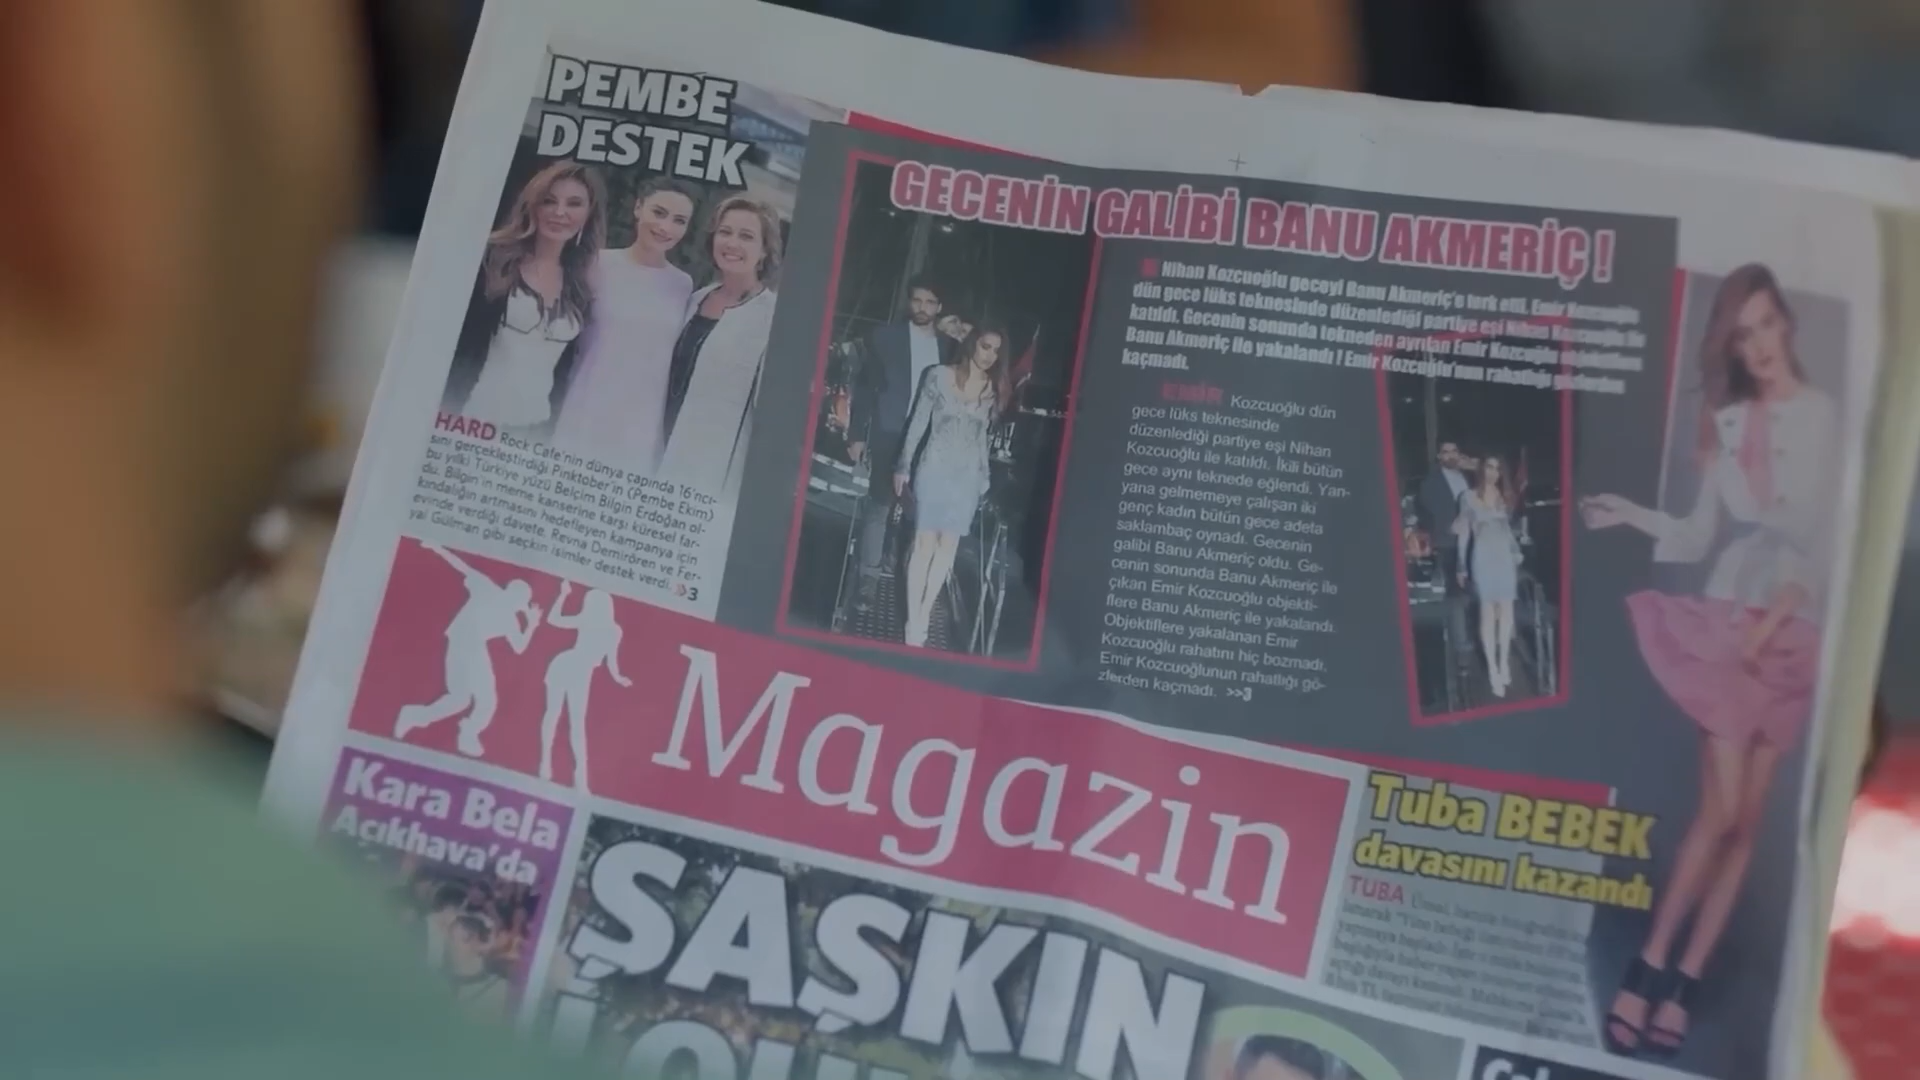 PEMBE
DESTEK
HARD Rock Cafe'nin dünya çapında 16'ncı-
sını gerçekleştirdiği Pinktober'in (Pembe Ekim)
bu yılki Türkiye yüzü Belçim Bilgin Erdoğan ol-
du. Bilgin'in meme kanserine karşı küresel far-
kındalığın artmasını hedefleyen kampanya için
evinde verdiği davete, Revna Demirören ve Fer-
yal Gülman gibi seçkin isimler destek verdi. »3
GECENİN GALİBİ BANU AKMERİÇ !
Nihan Kozcuoğlu geceyi Banu Akmeriç'e terk etti. Emir Kozcuoğlu
dün gece lüks teknesinde düzenlediği partiye eşi Nihan Kozcuoğlu ile
katıldı. Gecenin sonunda tekneden ayrılan Emir Kozcuoğlu
Banu Akmeriç ile yakalandı ! Emir Kozcuoğlu'nun rahatlığı gözlerden
kaçmadı.
EMİR Kozcuoğlu dün
gece lüks teknesinde
düzenlediği partiye eşi Nihan
Kozcuoğlu ile katıldı. İkili bütün
gece aynı teknede eğlendi. Yan-
yana gelmemeye çalışan iki
genç kadın bütün gece adeta
saklambaç oynadı. Gecenin
galibi Banu Akmeriç oldu. Ge-
cenin sonunda Banu Akmeriç ile
çıkan Emir Kozcuoğlu objekti-
flere Banu Akmeriç ile yakalandı.
Objektiflere yakalanan Emir
Kozcuoğlu rahatını hiç bozmadı.
Emir Kozcuoğlunun rahatlığı gö-
zlerden kaçmadı. >>3
Magazin
Kara Bela
Açıkhava'da
ŞAŞKIN
Tuba BEBEK
davasını kazandı
TUBA